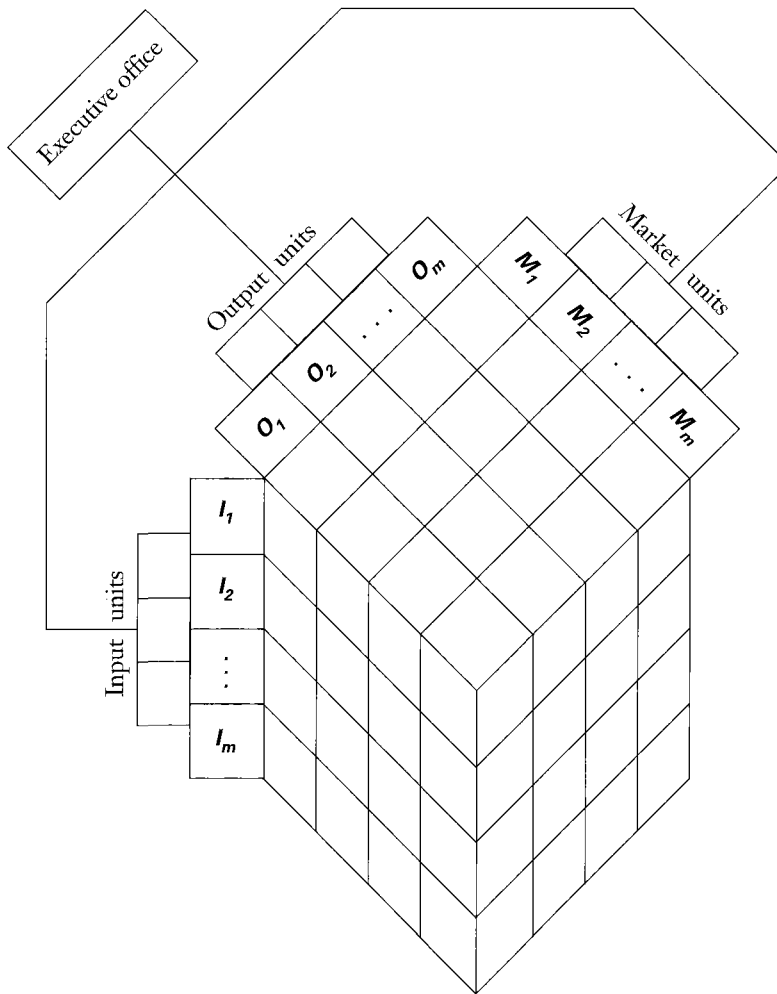 Executive office
Output units
Market units
O1
O2
. . .
Om
M1
M2
. . .
Mm
Input units
I1
I2
. . .
Im